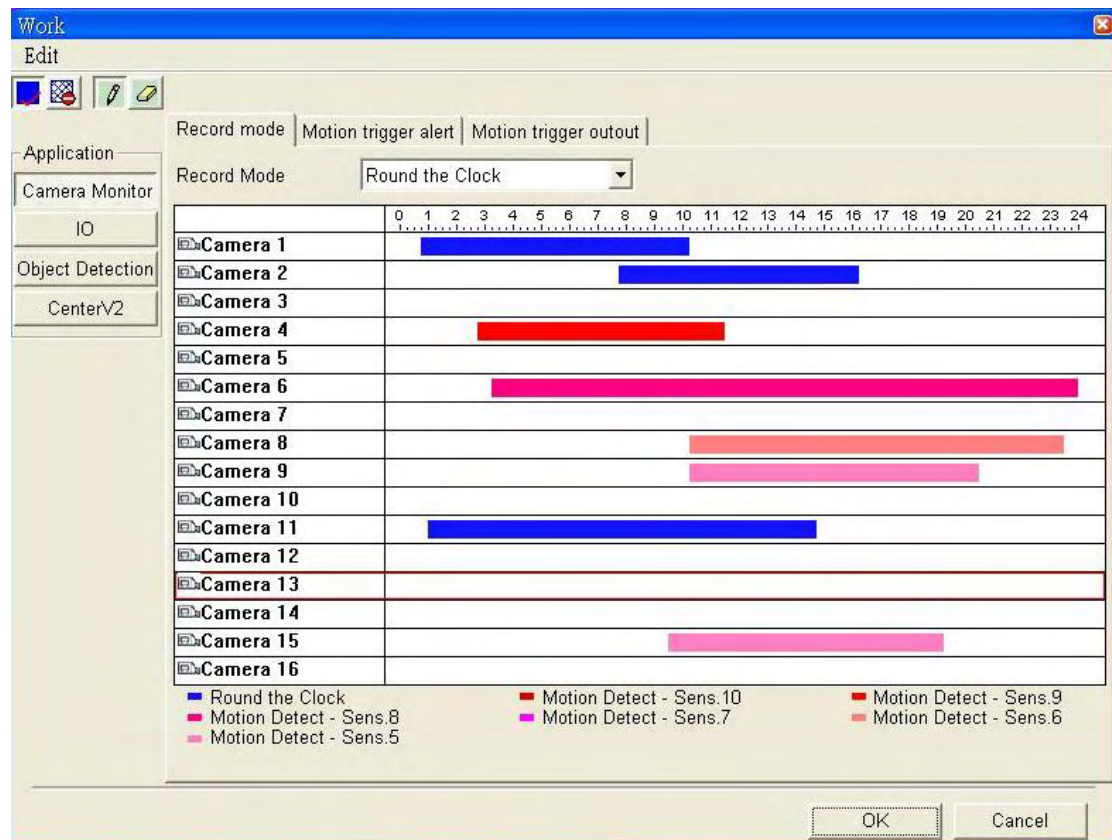 Work
Edit
Application
Camera Monitor
IO
Object Detection
CenterV2
Record mode Motion trigger alert Motion trigger outout
Record Mode Round the Clock
0 1 2 3 4 5 6 7 8 9 10 11 12 13 14 15 16 17 18 19 20 21 22 23 24
Camera 1
Camera 2
Camera 3
Camera 4
Camera 5
Camera 6
Camera 7
Camera 8
Camera 9
Camera 10
Camera 11
Camera 12
Camera 13
Camera 14
Camera 15
Camera 16
Round the Clock Motion Detect - Sens.10 Motion Detect - Sens.9
Motion Detect - Sens.8 Motion Detect - Sens.7 Motion Detect - Sens.6
Motion Detect - Sens.5
OK Cancel